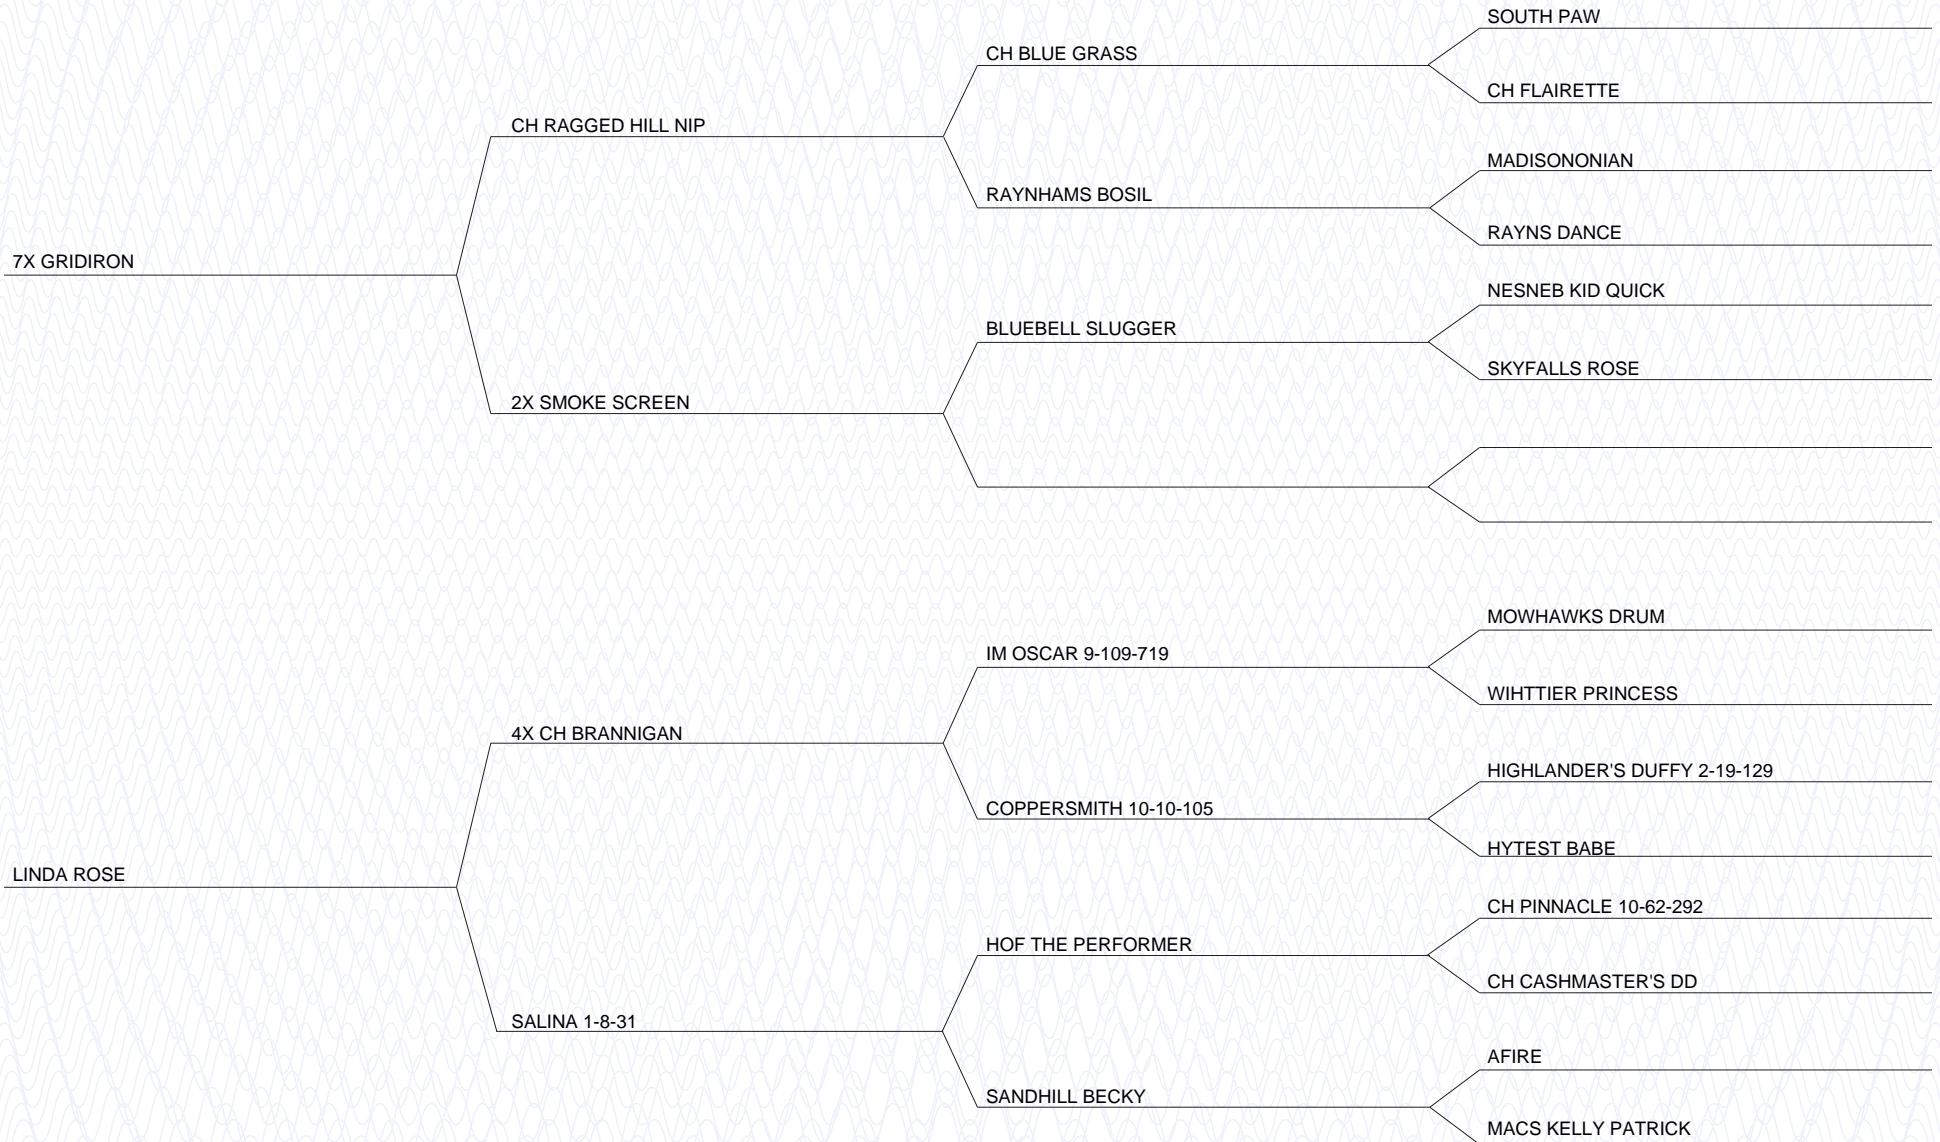 SOUTH PAW
CH BLUE GRASS
CH FLAIRETTE
CH RAGGED HILL NIP
MADISONONIAN
RAYNHAMS BOSIL
RAYNS DANCE
7X GRIDIRON
NESNEB KID QUICK
BLUEBELL SLUGGER
SKYFALLS ROSE
2X SMOKE SCREEN
MOWHAWKS DRUM
IM OSCAR 9-109-719
WIHTTIER PRINCESS
4X CH BRANNIGAN
HIGHLANDER'S DUFFY 2-19-129
COPPERSMITH 10-10-105
HYTEST BABE
LINDA ROSE
CH PINNACLE 10-62-292
HOF THE PERFORMER
CH CASHMASTER'S DD
SALINA 1-8-31
AFIRE
SANDHILL BECKY
MACS KELLY PATRICK